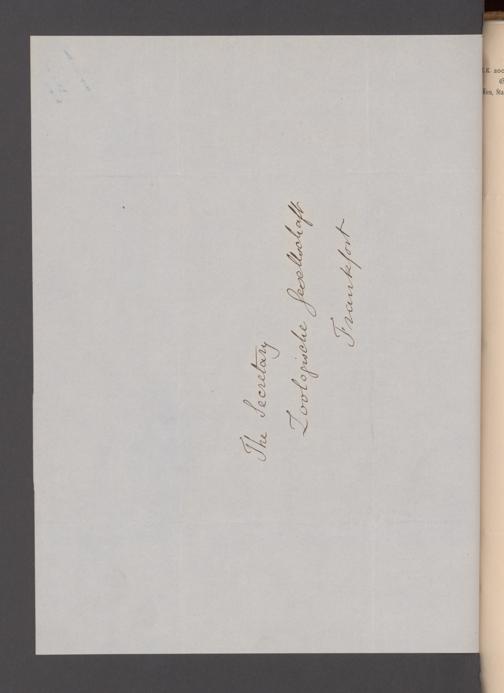 The Secretary
Zoologische Gesellschaft
Frankfort